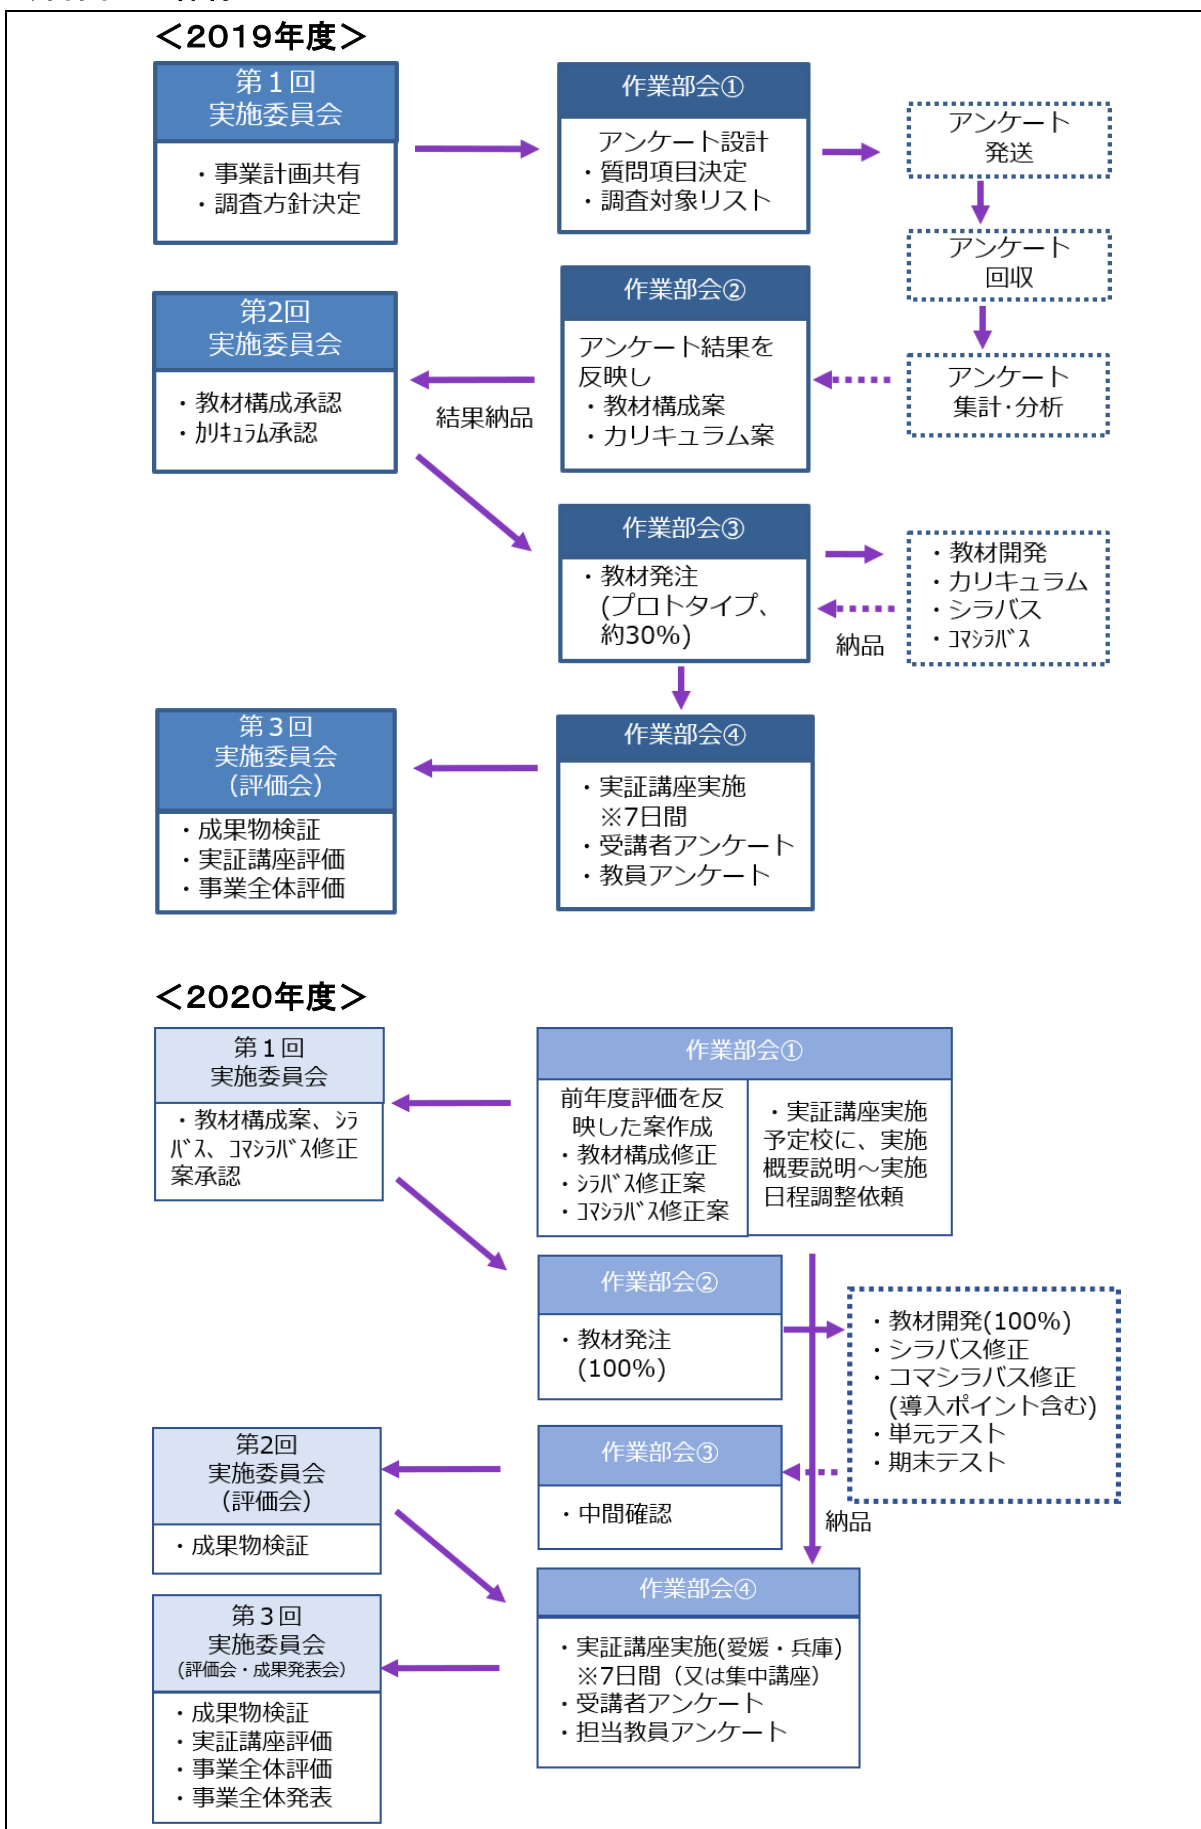 ＜2019年度＞
第１回
実施委員会
・事業計画共有
・調査方針決定
作業部会①
アンケート設計
・質問項目決定
・調査対象リスト
アンケート
発送
アンケート
回収
アンケート
集計・分析
作業部会②
アンケート結果を
反映し
・教材構成案
・カリキュラム案
結果納品
第2回
実施委員会
・教材構成承認
・ｶﾘｷｭﾗﾑ承認
作業部会③
・教材発注
(プロトタイプ、
約30%)
・教材開発
・カリキュラム
・シラバス
・ｺﾏｼﾗﾊﾞｽ
納品
作業部会④
・実証講座実施
※7日間
・受講者アンケート
・教員アンケート
第３回
実施委員会
（評価会）
・成果物検証
・実証講座評価
・事業全体評価
＜2020年度＞
第１回
実施委員会
・教材構成案、ｼﾗ
ﾊﾞｽ、ｺﾏｼﾗﾊﾞｽ修正
案承認
作業部会①
前年度評価を反
映した案作成
・教材構成修正
・ｼﾗﾊﾞｽ修正案
・ｺﾏｼﾗﾊﾞｽ修正案
・実証講座実施
予定校に、実施
概要説明～実施
日程調整依頼
作業部会②
・教材発注
(100%)
・教材開発(100%)
・シラバス修正
・コマシラバス修正
(導入ポイント含む)
・単元テスト
・期末テスト
納品
作業部会③
・中間確認
第2回
実施委員会
（評価会）
・成果物検証
作業部会④
・実証講座実施(愛媛・兵庫)
※7日間（又は集中講座）
・受講者アンケート
・担当教員アンケート
第３回
実施委員会
(評価会・成果発表会)
・成果物検証
・実証講座評価
・事業全体評価
・事業全体発表